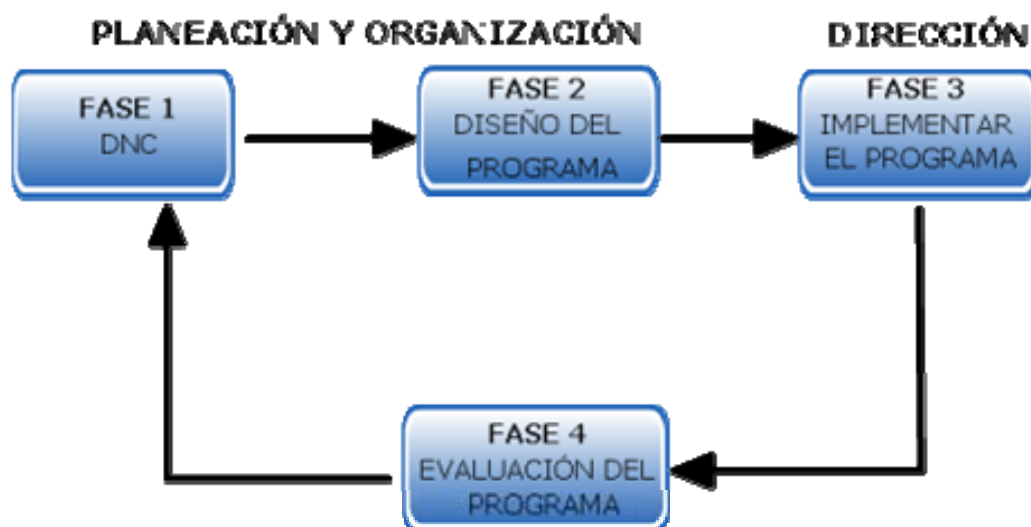 PLANEACIÓN Y ORGANIZACIÓN
DIRECCIÓN
FASE 1
DNC
FASE 2
DISEÑO DEL
PROGRAMA
FASE 3
IMPLEMENTAR
EL PROGRAMA
FASE 4
EVALUACIÓN DEL
PROGRAMA